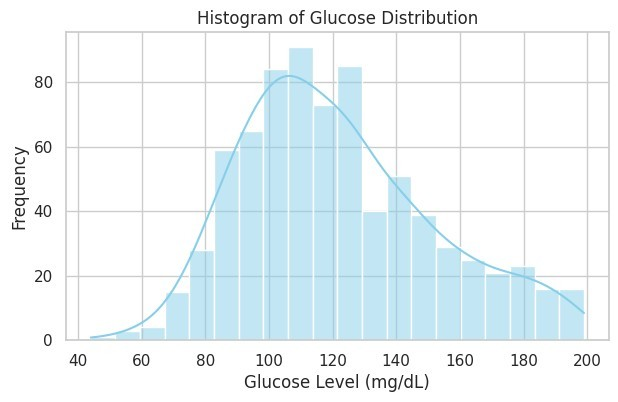 Histogram of Glucose Distribution
Frequency
80
60
40
20
0
40 60 80 100 120 140 160 180 200
Glucose Level (mg/dL)